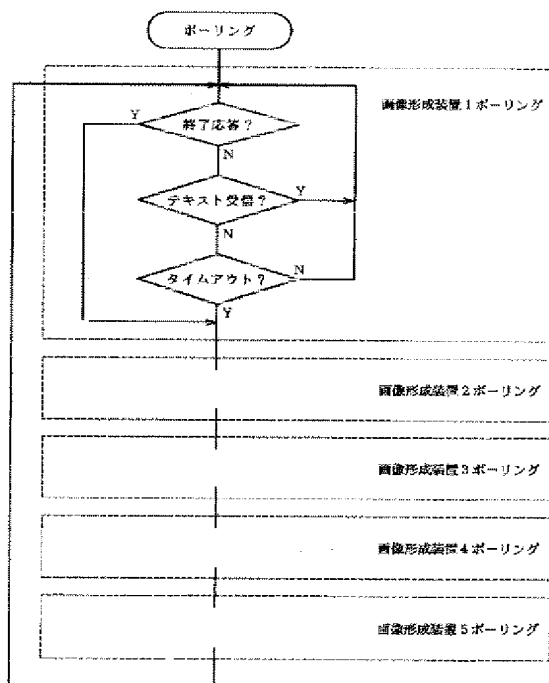 ポーリング
画像形成装置1ポーリング
Y
終了応答?
N
テキスト受信?
Y
N
タイムアウト?
N
Y
画像形成装置2ポーリング
画像形成装置3ポーリング
画像形成装置4ポーリング
画像形成装置5ポーリング